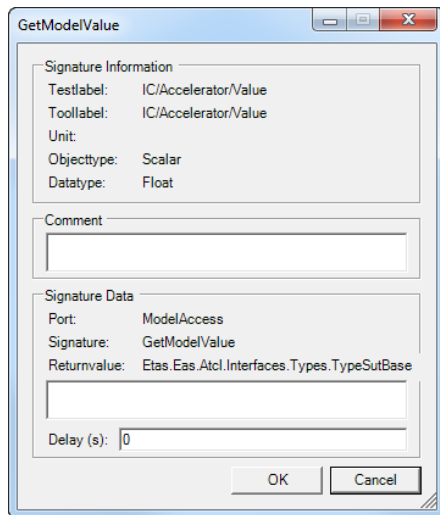 GetModelValue
Signature Information
Testlabel: IC/Accelerator/Value
Toollabel: IC/Accelerator/Value
Unit:
Objecttype: Scalar
Datatype: Float
Comment
Signature Data
Port: ModelAccess
Signature: GetModelValue
Returnvalue: Etas.Eas.Atcl.Interfaces.Types.TypeSutBase
Delay (s): 0
OK Cancel